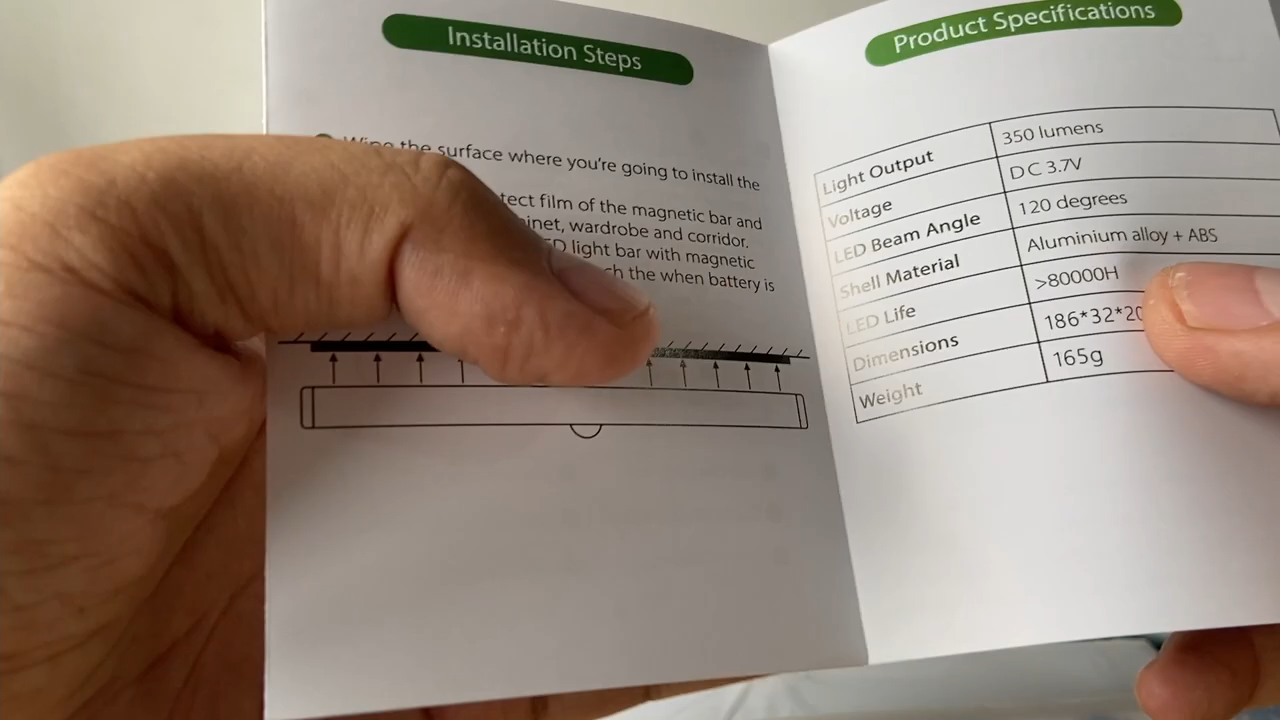 Installation Steps
Wipe the surface where you're going to install the
tect film of the magnetic bar and
inet, wardrobe and corridor.
D light bar with magnetic
ch the when battery is
Product Specifications
Light Output 350 lumens
Voltage DC 3.7V
LED Beam Angle 120 degrees
Shell Material Aluminium alloy + ABS
LED Life >80000H
Dimensions 186*32*20
Weight 165g